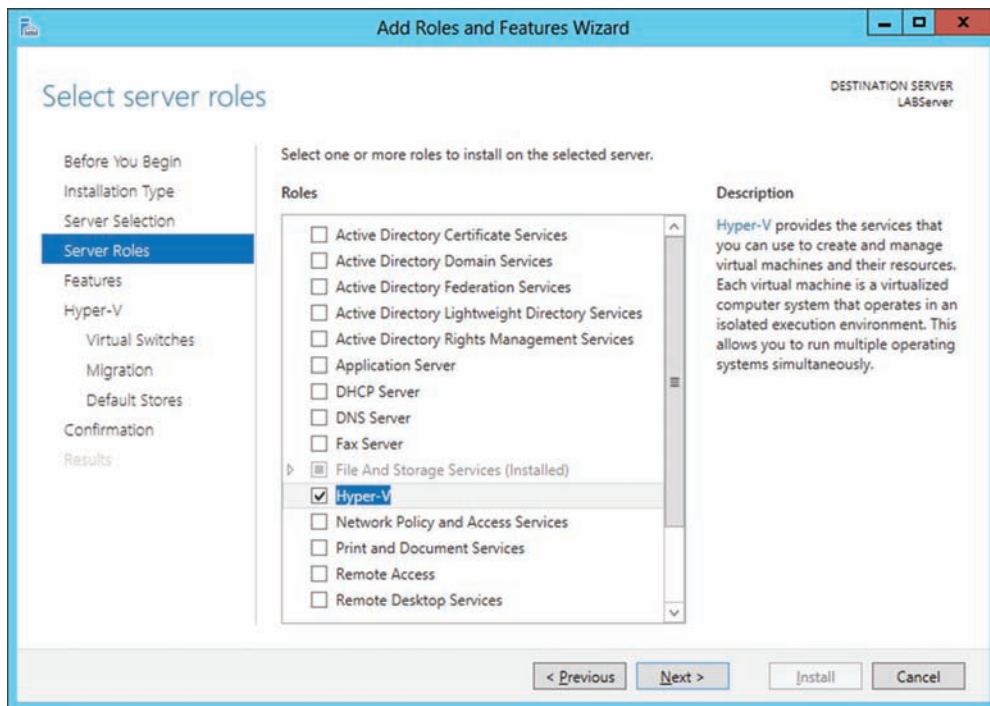 Add Roles and Features Wizard
Select server roles
DESTINATION SERVER
LABServer
Before You Begin
Installation Type
Server Selection
Server Roles
Features
Hyper-V
Virtual Switches
Migration
Default Stores
Confirmation
Results
Select one or more roles to install on the selected server.
Roles
Active Directory Certificate Services
Active Directory Domain Services
Active Directory Federation Services
Active Directory Lightweight Directory Services
Active Directory Rights Management Services
Application Server
DHCP Server
DNS Server
Fax Server
File And Storage Services (Installed)
Hyper-V
Network Policy and Access Services
Print and Document Services
Remote Access
Remote Desktop Services
Description
Hyper-V provides the services that
you can use to create and manage
virtual machines and their resources.
Each virtual machine is a virtualized
computer system that operates in an
isolated execution environment. This
allows you to run multiple operating
systems simultaneously.
< Previous
Next >
Install
Cancel